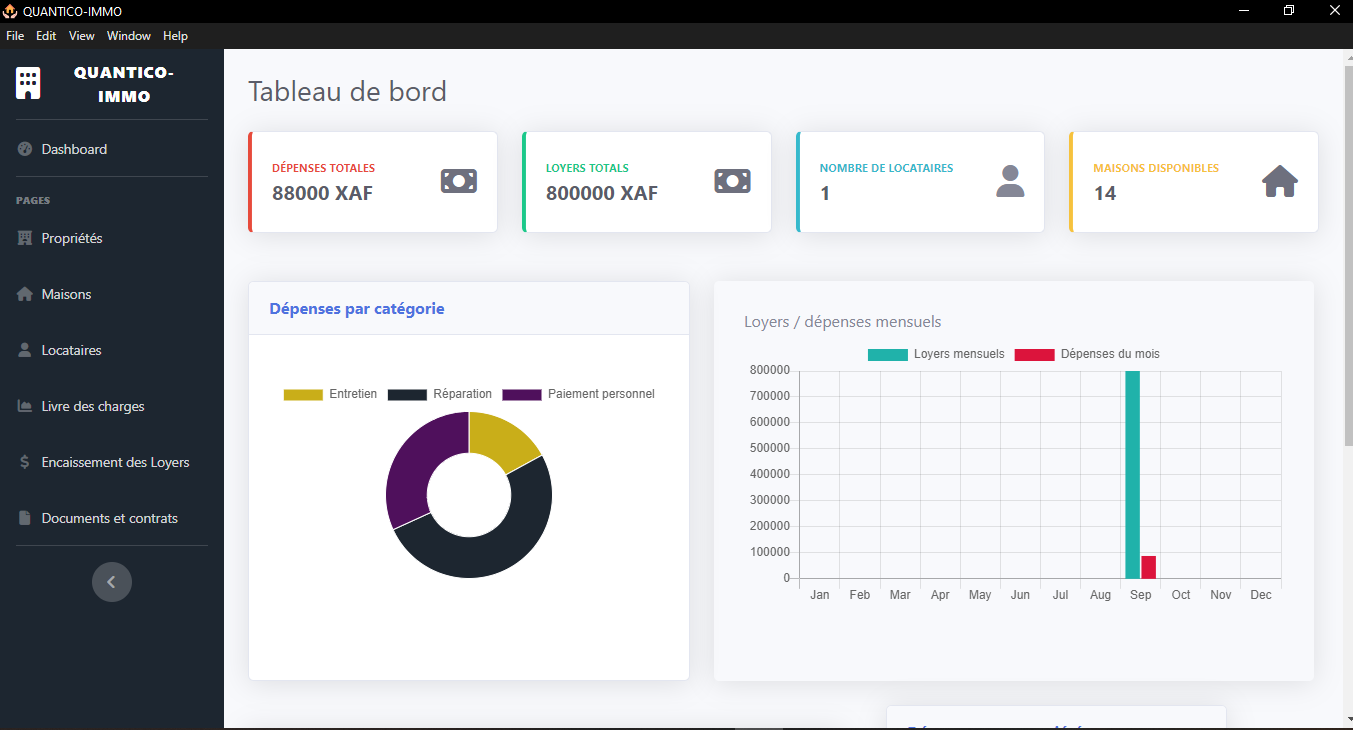 QUANTICO-IMMO
File Edit View Window Help
QUANTICO-
IMMO
Dashboard
PAGES
Propriétés
Maisons
Locataires
Livre des charges
Encaissement des Loyers
Documents et contrats
Tableau de bord
DÉPENSES TOTALES
88000 XAF
LOYERS TOTALS
800000 XAF
NOMBRE DE LOCATAIRES
1
MAISONS DISPONIBLES
14
Dépenses par catégorie
Entretien Réparation Paiement personnel
Loyers / dépenses mensuels
Loyers mensuels Dépenses du mois
800000
700000
600000
500000
400000
300000
200000
100000
0
Jan Feb Mar Apr May Jun Jul Aug Sep Oct Nov Dec